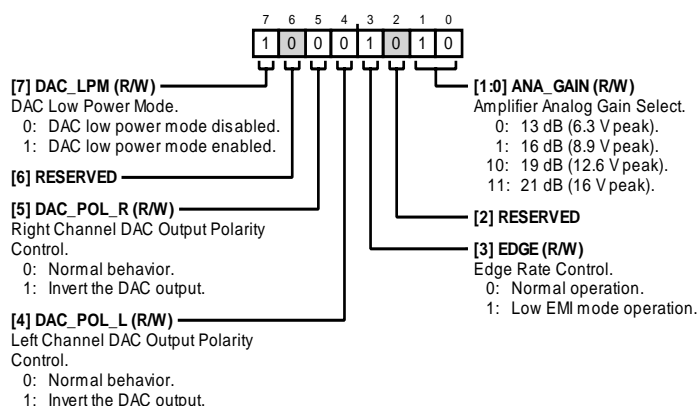 7 6 5 4 3 2 1 0
1 0 0 0 1 0 1 0
[7] DAC_LPM (R/W)
DAC Low Power Mode.
0: DAC low power mode disabled.
1: DAC low power mode enabled.
[6] RESERVED
[5] DAC_POL_R (R/W)
Right Channel DAC Output Polarity
Control.
0: Normal behavior.
1: Invert the DAC output.
[4] DAC_POL_L (R/W)
Left Channel DAC Output Polarity
Control.
0: Normal behavior.
1: Invert the DAC output.
[1:0] ANA_GAIN (R/W)
Amplifier Analog Gain Select.
0: 13 dB (6.3 V peak).
1: 16 dB (8.9 V peak).
10: 19 dB (12.6 V peak).
11: 21 dB (16 V peak).
[2] RESERVED
[3] EDGE (R/W)
Edge Rate Control.
0: Normal operation.
1: Low EMI mode operation.